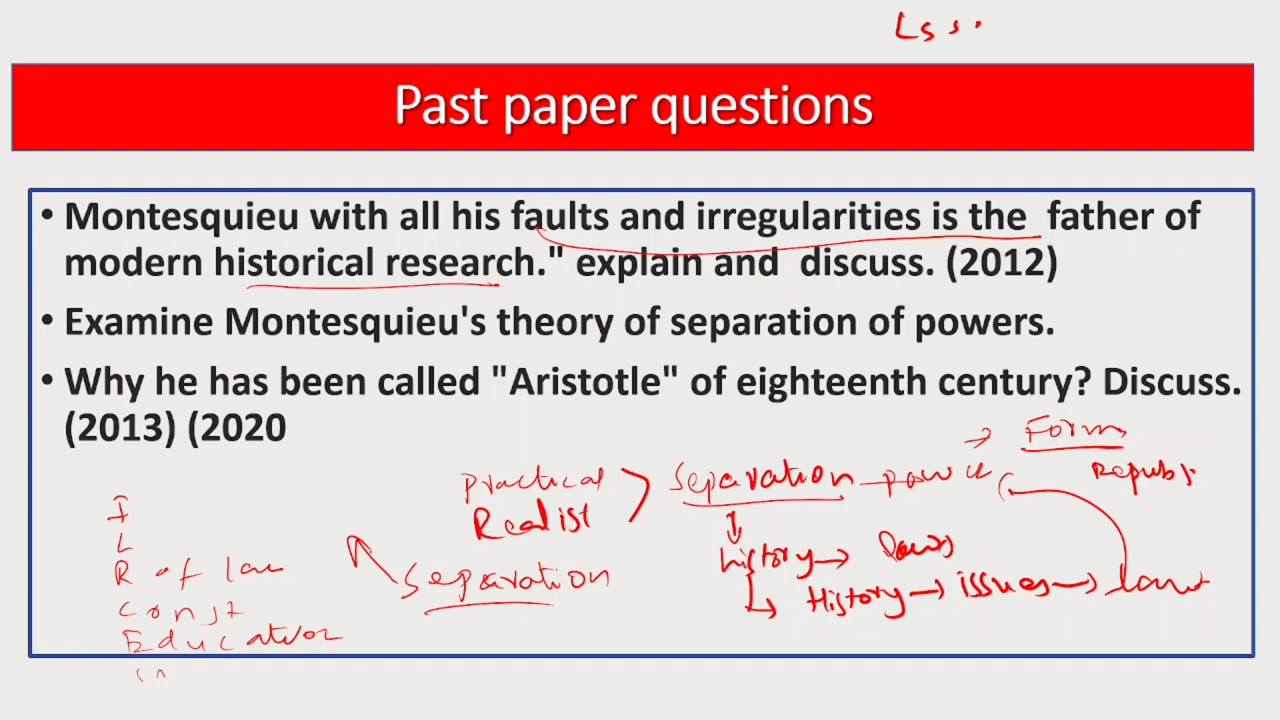 Past paper questions
• Montesquieu with all his faults and irregularities is the father of
modern historical research." explain and discuss. (2012)
• Examine Montesquieu's theory of separation of powers.
• Why he has been called "Aristotle" of eighteenth century? Discuss.
(2013) (2020
→ Form
Practical > Separation
Realist
I
L
R of law
Const
Education
Separation
History → laws
History → issues → law